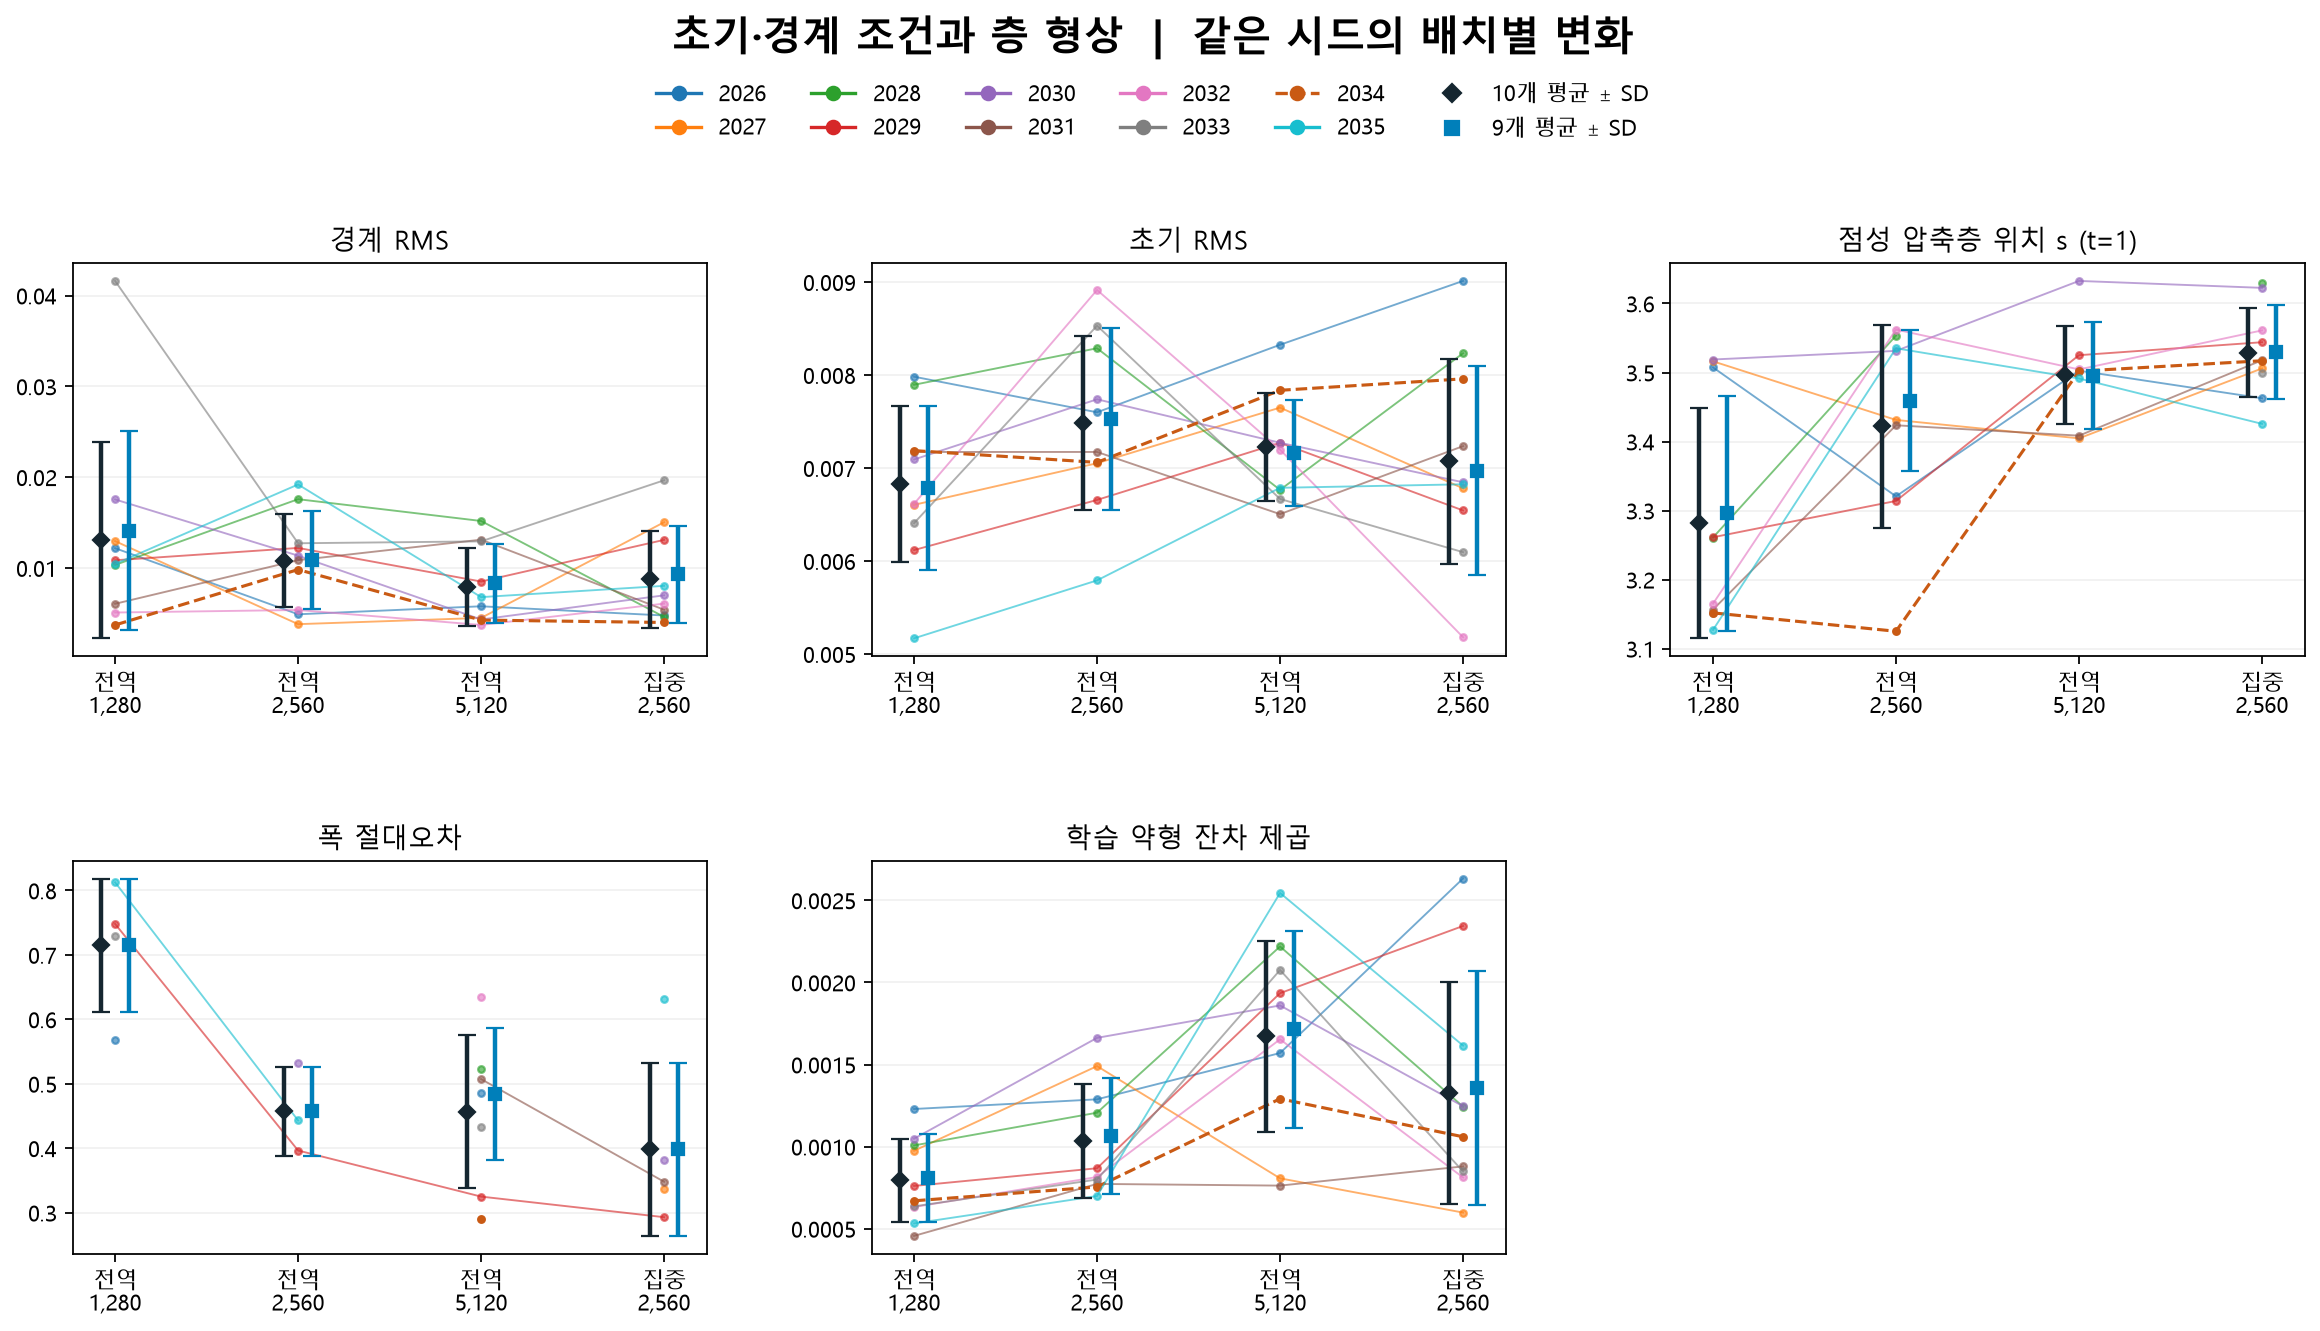 초기·경계 조건과 층 형상 | 같은 시드의 배치별 변화
2026 2028 2030 2032 2034 10개 평균 ± SD
2027 2029 2031 2033 2035 9개 평균 ± SD
경계 RMS
0.04
0.03
0.02
0.01
전역 전역 전역 집중
1,280 2,560 5,120 2,560
초기 RMS
0.009
0.008
0.007
0.006
0.005
전역 전역 전역 집중
1,280 2,560 5,120 2,560
점성 압축층 위치 s (t=1)
3.6
3.5
3.4
3.3
3.2
3.1
전역 전역 전역 집중
1,280 2,560 5,120 2,560
폭 절대오차
0.8
0.7
0.6
0.5
0.4
0.3
전역 전역 전역 집중
1,280 2,560 5,120 2,560
학습 약형 잔차 제곱
0.0025
0.0020
0.0015
0.0010
0.0005
전역 전역 전역 집중
1,280 2,560 5,120 2,560